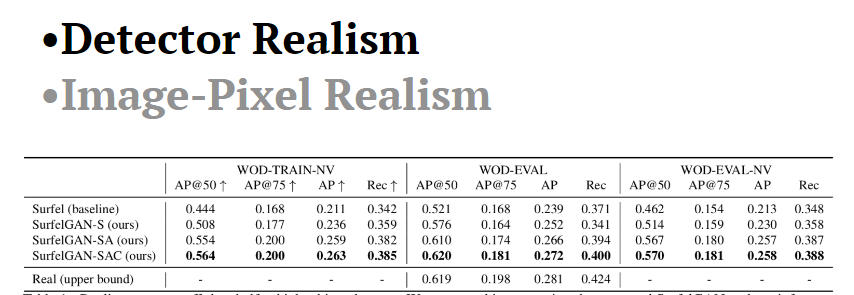 •Detector Realism
•Image-Pixel Realism
WOD-TRAIN-NV WOD-EVAL WOD-EVAL-NV
AP@50 ↑ AP@75 ↑ AP ↑ Rec ↑ AP@50 AP@75 AP Rec AP@50 AP@75 AP Rec
Surfel (baseline) 0.444 0.168 0.211 0.342 0.521 0.168 0.239 0.371 0.462 0.154 0.213 0.348
SurfelGAN-S (ours) 0.508 0.177 0.236 0.359 0.576 0.164 0.252 0.341 0.514 0.159 0.230 0.358
SurfelGAN-SA (ours) 0.554 0.200 0.259 0.382 0.610 0.174 0.266 0.394 0.567 0.180 0.257 0.387
SurfelGAN-SAC (ours) 0.564 0.200 0.263 0.385 0.620 0.181 0.272 0.400 0.570 0.181 0.258 0.388
Real (upper bound) - - - - 0.619 0.198 0.281 0.424 - - - -